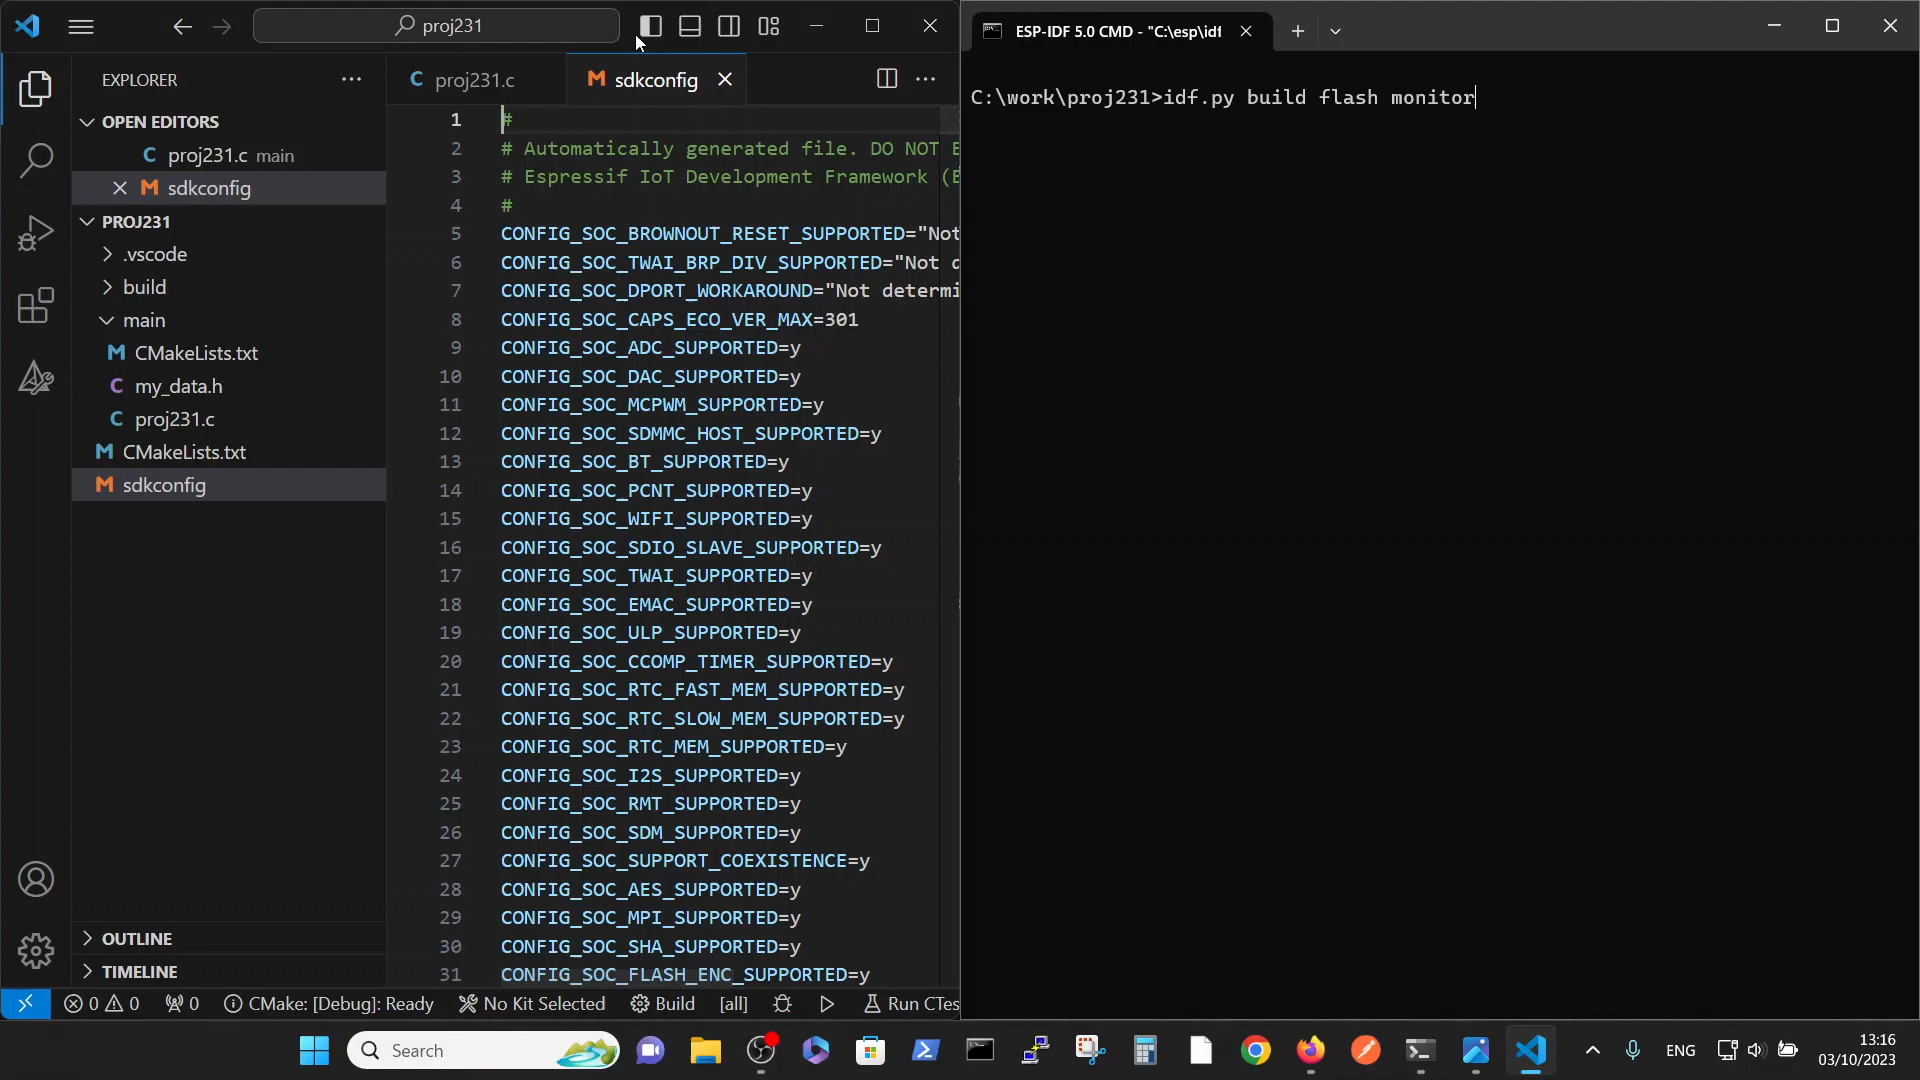 proj231
EXPLORER
OPEN EDITORS
proj231.c main
sdkconfig
PROJ231
.vscode
build
main
CMakeLists.txt
my_data.h
proj231.c
CMakeLists.txt
sdkconfig
OUTLINE
TIMELINE
proj231.c
sdkconfig
1 #
2 # Automatically generated file. DO NOT
3 # Espressif IoT Development Framework
4 #
5 CONFIG_SOC_BROWNOUT_RESET_SUPPORTED="Not
6 CONFIG_SOC_TWAI_BRP_DIV_SUPPORTED="Not
7 CONFIG_SOC_DPORT_WORKAROUND="Not determi
8 CONFIG_SOC_CAPS_ECO_VER_MAX=301
9 CONFIG_SOC_ADC_SUPPORTED=y
10 CONFIG_SOC_DAC_SUPPORTED=y
11 CONFIG_SOC_MCPWM_SUPPORTED=y
12 CONFIG_SOC_SDMMC_HOST_SUPPORTED=y
13 CONFIG_SOC_BT_SUPPORTED=y
14 CONFIG_SOC_PCNT_SUPPORTED=y
15 CONFIG_SOC_WIFI_SUPPORTED=y
16 CONFIG_SOC_SDIO_SLAVE_SUPPORTED=y
17 CONFIG_SOC_TWAI_SUPPORTED=y
18 CONFIG_SOC_EMAC_SUPPORTED=y
19 CONFIG_SOC_ULP_SUPPORTED=y
20 CONFIG_SOC_CCOMP_TIMER_SUPPORTED=y
21 CONFIG_SOC_RTC_FAST_MEM_SUPPORTED=y
22 CONFIG_SOC_RTC_SLOW_MEM_SUPPORTED=y
23 CONFIG_SOC_RTC_MEM_SUPPORTED=y
24 CONFIG_SOC_I2S_SUPPORTED=y
25 CONFIG_SOC_RMT_SUPPORTED=y
26 CONFIG_SOC_SDM_SUPPORTED=y
27 CONFIG_SOC_SUPPORT_COEXISTENCE=y
28 CONFIG_SOC_AES_SUPPORTED=y
29 CONFIG_SOC_MPI_SUPPORTED=y
30 CONFIG_SOC_SHA_SUPPORTED=y
31 CONFIG_SOC_FLASH_ENC_SUPPORTED=y
0 0 0 CMake: [Debug]: Ready No Kit Selected Build [all] Run CTes
ESP-IDF 5.0 CMD - "C:\esp\idf
C:\work\proj231>idf.py build flash monitor
Search
ENG
13:16
03/10/2023